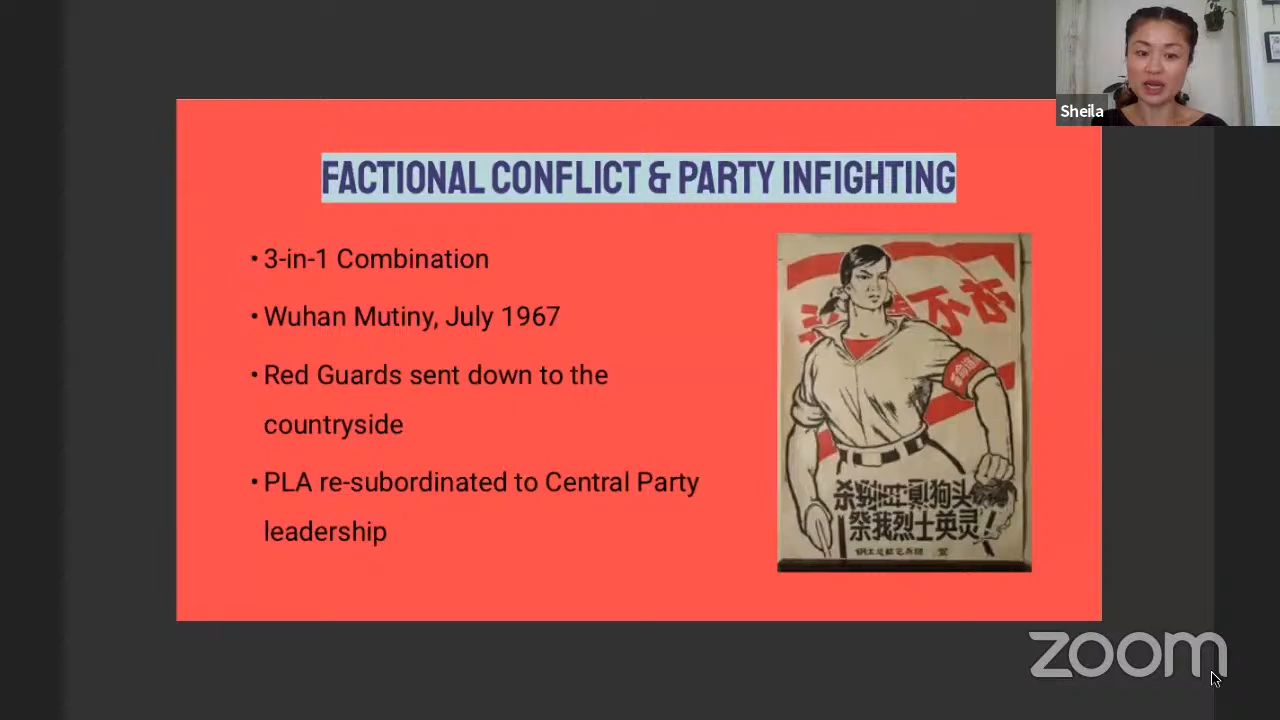 Sheila
FACTIONAL CONFLICT & PARTY INFIGHTING
• 3-in-1 Combination
• Wuhan Mutiny, July 1967
• Red Guards sent down to the
countryside
• PLA re-subordinated to Central Party
leadership
不
狗头
祭我烈士英灵!
zoom